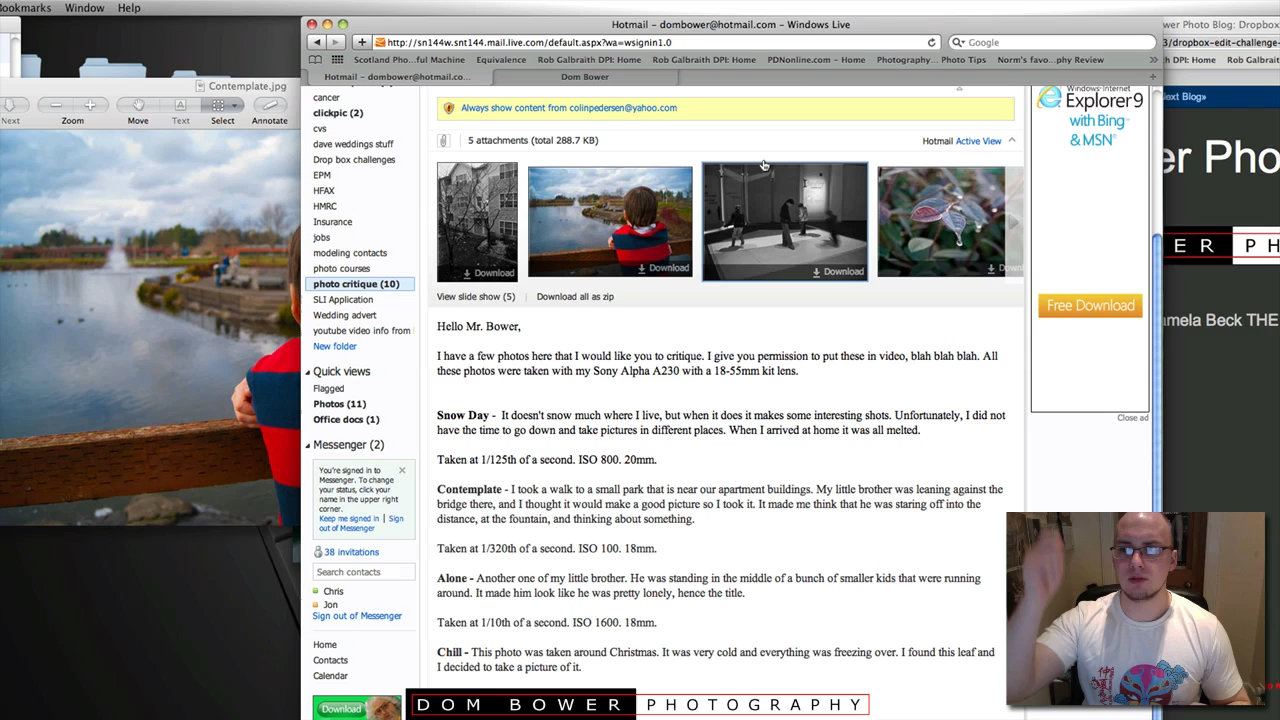 Bookmarks Window Help
Hotmail - dombower@hotmail.com - Windows Live
er Photo Blog: Dropbox
http://sn144w.snt144.mail.live.com/default.aspx?wa=wsignin1.0
Google
3/dropbox-edit-challenge
Scotland Pho...ful Machine Equivalence Rob Galbraith DPI: Home Rob Galbraith DPI: Home PDNonline.com - Home Photography... Photo Tips Norm's favo...phy Review
Rob Galbraith
Hotmail - dombower@hotmail.co... Dom Bower
Contemplate.jpg
Next Zoom Move Text Select Annotate
cancer
clickpic (2)
cvs
dave weddings stuff
Drop box challenges
EPM
HFAX
HMRC
Insurance
jobs
modeling contacts
photo courses
photo critique (10)
SLI Application
Wedding advert
youtube video info from
New folder
Quick views
Flagged
Photos (11)
Office docs (1)
Messenger (2)
You're signed in to
Messenger. To change
your status, click your
name in the upper right
corner.
Keep me signed in | Sign
out of Messenger
38 invitations
Search contacts
Chris
Jon
Sign out of Messenger
Home
Contacts
Calendar
Download
Always show content from colinpedersen@yahoo.com
5 attachments (total 288.7 KB)
Hotmail Active View
Download
Download
Download
Down
View slide show (5) Download all as zip
Hello Mr. Bower,
I have a few photos here that I would like you to critique. I give you permission to put these in video, blah blah blah. All
these photos were taken with my Sony Alpha A230 with a 18-55mm kit lens.
Snow Day - It doesn't snow much where I live, but when it does it makes some interesting shots. Unfortunately, I did not
have the time to go down and take pictures in different places. When I arrived at home it was all melted.
Taken at 1/125th of a second. ISO 800. 20mm.
Contemplate - I took a walk to a small park that is near our apartment buildings. My little brother was leaning against the
bridge there, and I thought it would make a good picture so I took it. It made me think that he was staring off into the
distance, at the fountain, and thinking about something.
Taken at 1/320th of a second. ISO 100. 18mm.
Alone - Another one of my little brother. He was standing in the middle of a bunch of smaller kids that were running
around. It made him look like he was pretty lonely, hence the title.
Taken at 1/10th of a second. ISO 1600. 18mm.
Chill - This photo was taken around Christmas. It was very cold and everything was freezing over. I found this leaf and
I decided to take a picture of it.
Windows Internet
Explorer9
with Bing
& MSN
Free Download
Close ad
Next Blog»
er Pho
ER PH
amela Beck THE
DOM BOWER PHOTOGRAPHY